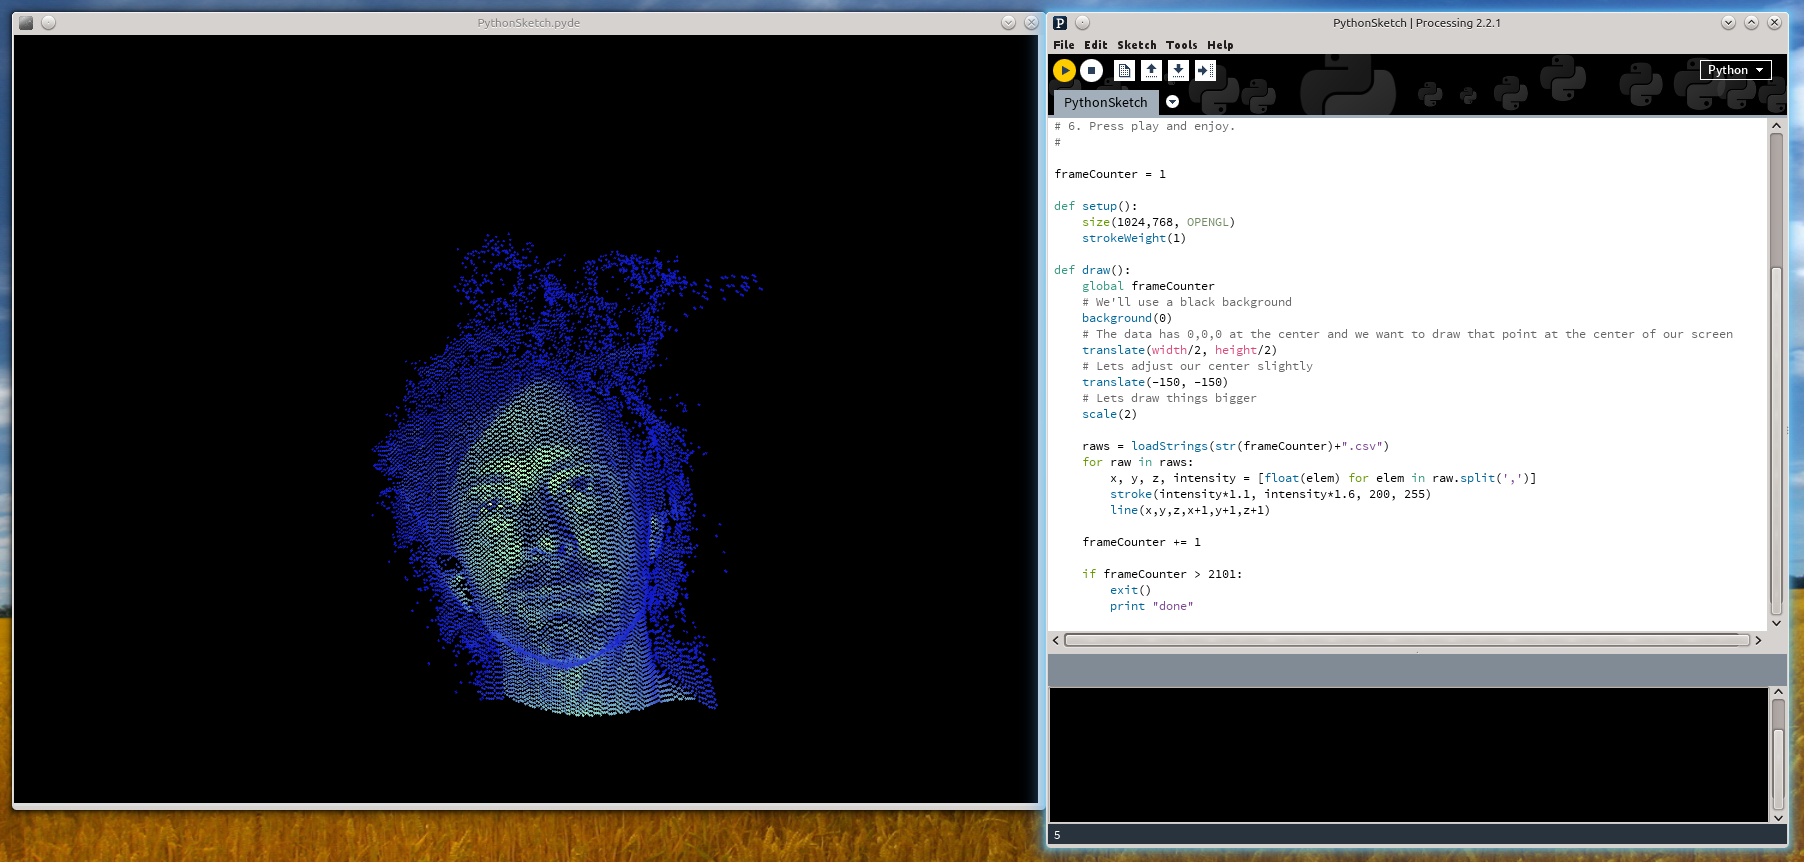 PythonSketch.pyde
PythonSketch | Processing 2.2.1
File Edit Sketch Tools Help
Python
PythonSketch
# 6. Press play and enjoy.
#
frameCounter = 1
def setup():
    size(1024,768, OPENGL)
    strokeWeight(1)
def draw():
    global frameCounter
    # We'll use a black background
    background(0)
    # The data has 0,0,0 at the center and we want to draw that point at the center of our screen
    translate(width/2, height/2)
    # Lets adjust our center slightly
    translate(-150, -150)
    # Lets draw things bigger
    scale(2)
    raws = loadStrings(str(frameCounter)+".csv")
    for raw in raws:
        x, y, z, intensity = [float(elem) for elem in raw.split(',')]
        stroke(intensity*1.1, intensity*1.6, 200, 255)
        line(x,y,z,x+1,y+1,z+1)
    frameCounter += 1
    if frameCounter > 2101:
        exit()
        print "done"
5